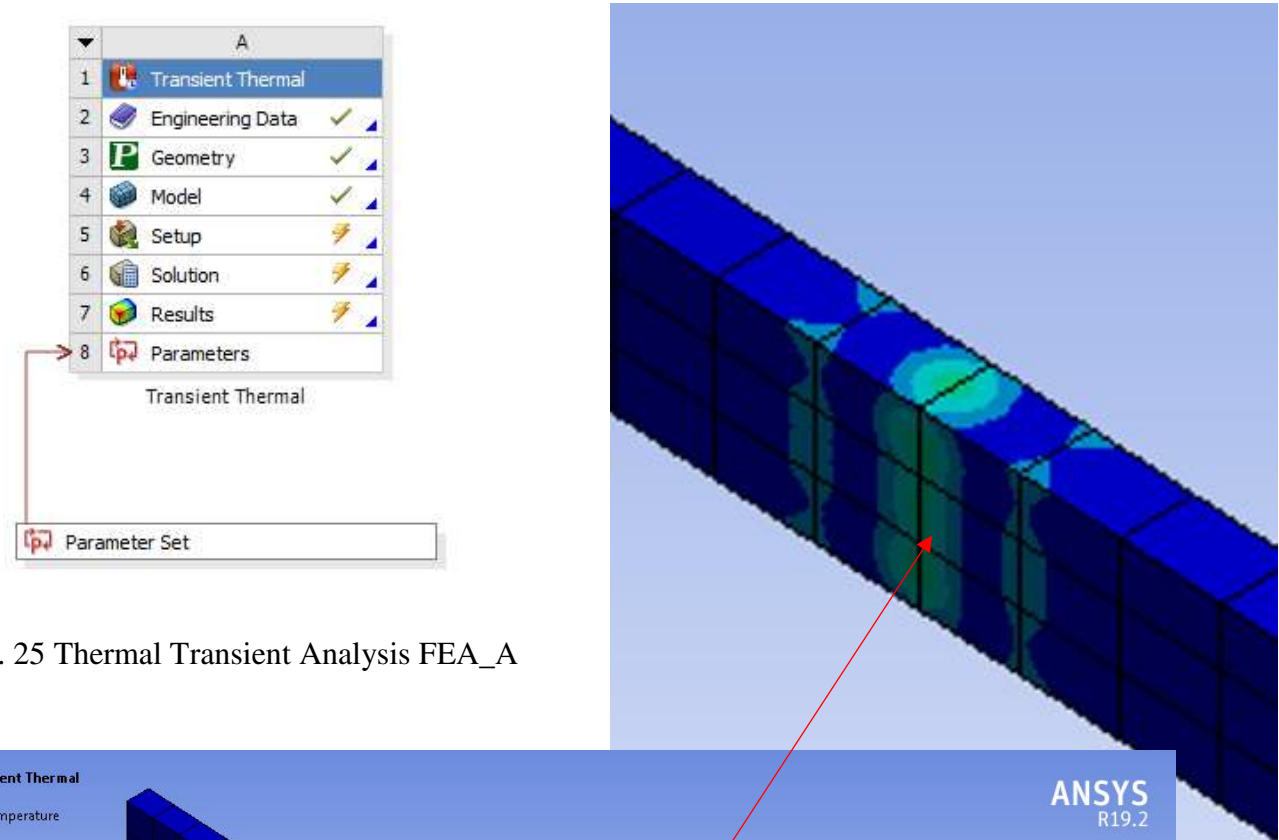 A
1 Transient Thermal
2 Engineering Data
3 Geometry
4 Model
5 Setup
6 Solution
7 Results
8 Parameters
Transient Thermal
Parameter Set
. 25 Thermal Transient Analysis FEA_A
ent Thermal
mperature
ANSYS
R19.2